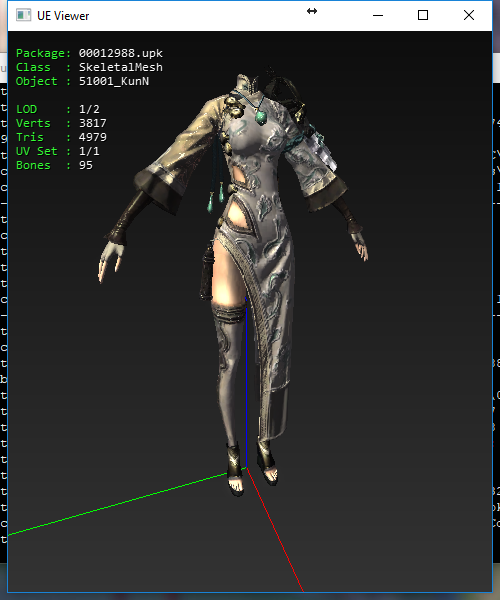 UE Viewer
Package: 00012988.upk
Class : SkeletalMesh
Object : 51001_KunN
LOD : 1/2
Verts : 3817
Tris : 4979
UV Set : 1/1
Bones : 95